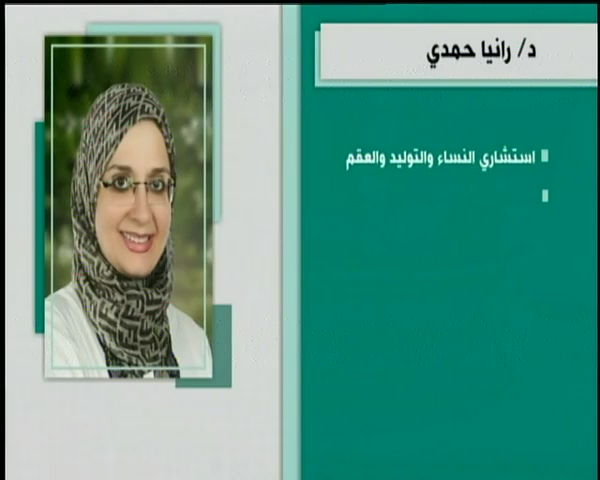 د/ رانيا حمدي
استشاري النساء والتوليد والعقم